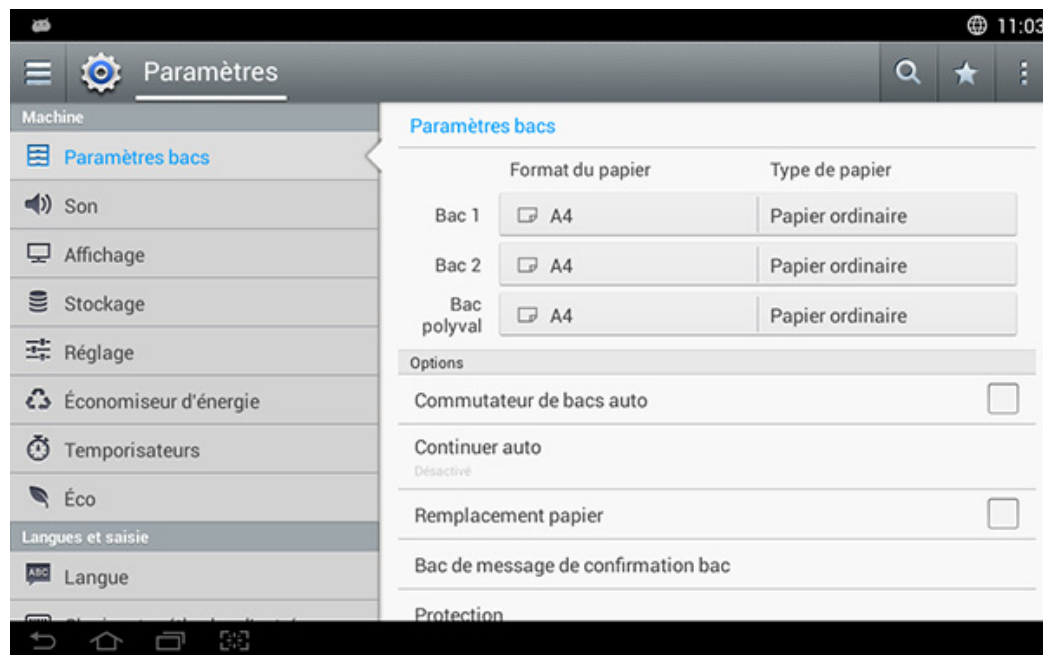 11:03
Paramètres
Machine
Paramètres bacs
Son
Affichage
Stockage
Réglage
Économiseur d'énergie
Temporisateurs
Éco
Langues et saisie
ABC
Langue
Paramètres bacs
Format du papier Type de papier
Bac 1 A4 Papier ordinaire
Bac 2 A4 Papier ordinaire
Bac
polyval A4 Papier ordinaire
Options
Commutateur de bacs auto
Continuer auto
Désactivé
Remplacement papier
Bac de message de confirmation bac
Protection